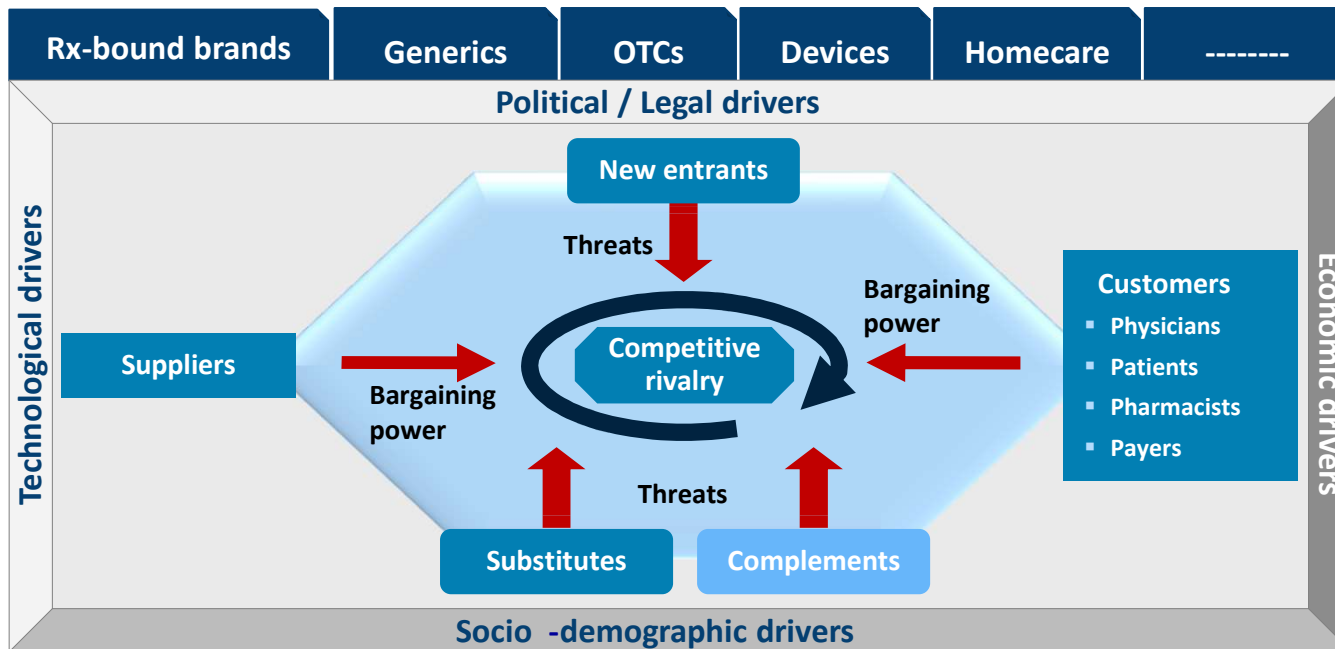 Rx-bound brands
Generics
OTCs
Devices
Homecare
--------
Political / Legal drivers
Technological drivers
Economic drivers
New entrants
Threats
Bargaining
power
Customers
▪ Physicians
▪ Patients
▪ Pharmacists
▪ Payers
Suppliers
Competitive
rivalry
Bargaining
power
Threats
Substitutes
Complements
Socio -demographic drivers